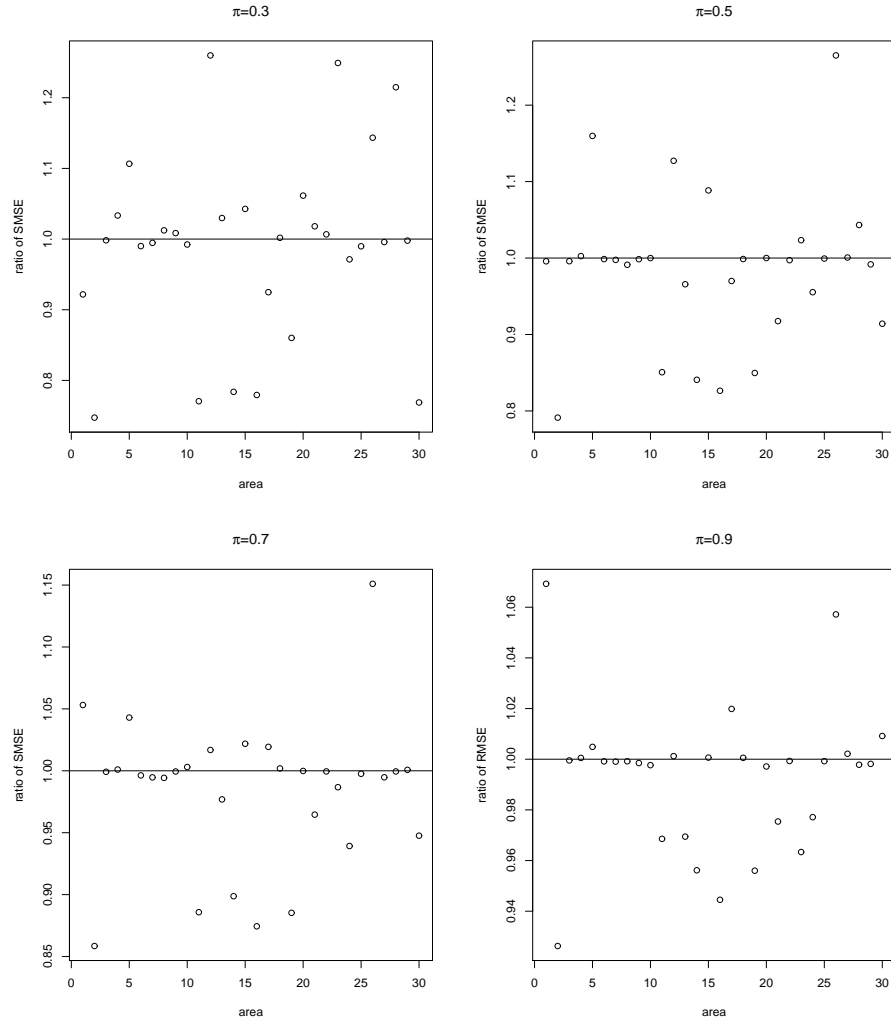 π=0.3
1.2
1.1
1.0
0.9
0.8
ratio of SMSE
0 5 10 15 20 25 30
area
π=0.5
1.2
1.1
1.0
0.9
0.8
ratio of SMSE
0 5 10 15 20 25 30
area
π=0.7
1.15
1.10
1.05
1.00
0.95
0.90
0.85
ratio of SMSE
0 5 10 15 20 25 30
area
π=0.9
1.06
1.04
1.02
1.00
0.98
0.96
0.94
ratio of RMSE
0 5 10 15 20 25 30
area